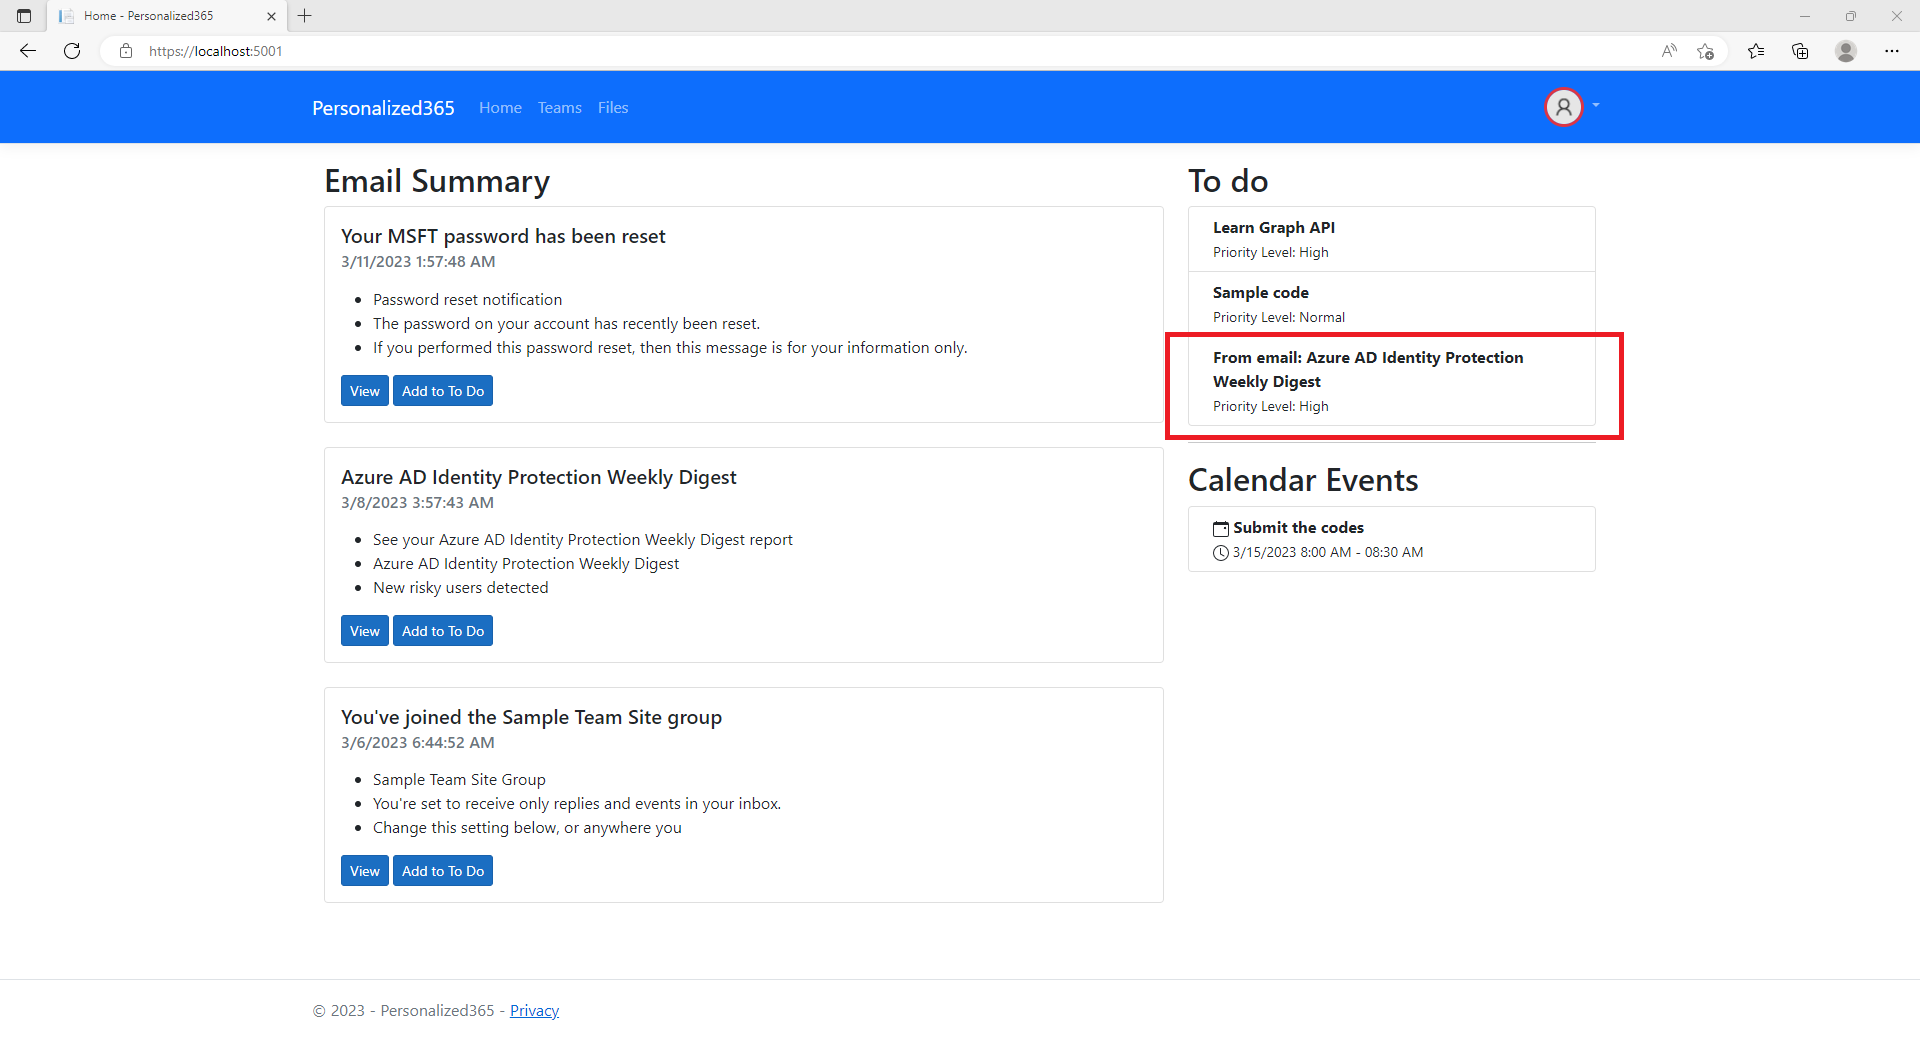 Home - Personalized365
https://localhost:5001
Personalized365 Home Teams Files
Email Summary
Your MSFT password has been reset
3/11/2023 1:57:48 AM
Password reset notification
The password on your account has recently been reset.
If you performed this password reset, then this message is for your information only.
View Add to To Do
Azure AD Identity Protection Weekly Digest
3/8/2023 3:57:43 AM
See your Azure AD Identity Protection Weekly Digest report
Azure AD Identity Protection Weekly Digest
New risky users detected
View Add to To Do
You've joined the Sample Team Site group
3/6/2023 6:44:52 AM
Sample Team Site Group
You're set to receive only replies and events in your inbox.
Change this setting below, or anywhere you
View Add to To Do
To do
Learn Graph API
Priority Level: High
Sample code
Priority Level: Normal
From email: Azure AD Identity Protection
Weekly Digest
Priority Level: High
Calendar Events
Submit the codes
3/15/2023 8:00 AM - 08:30 AM
© 2023 - Personalized365 - Privacy